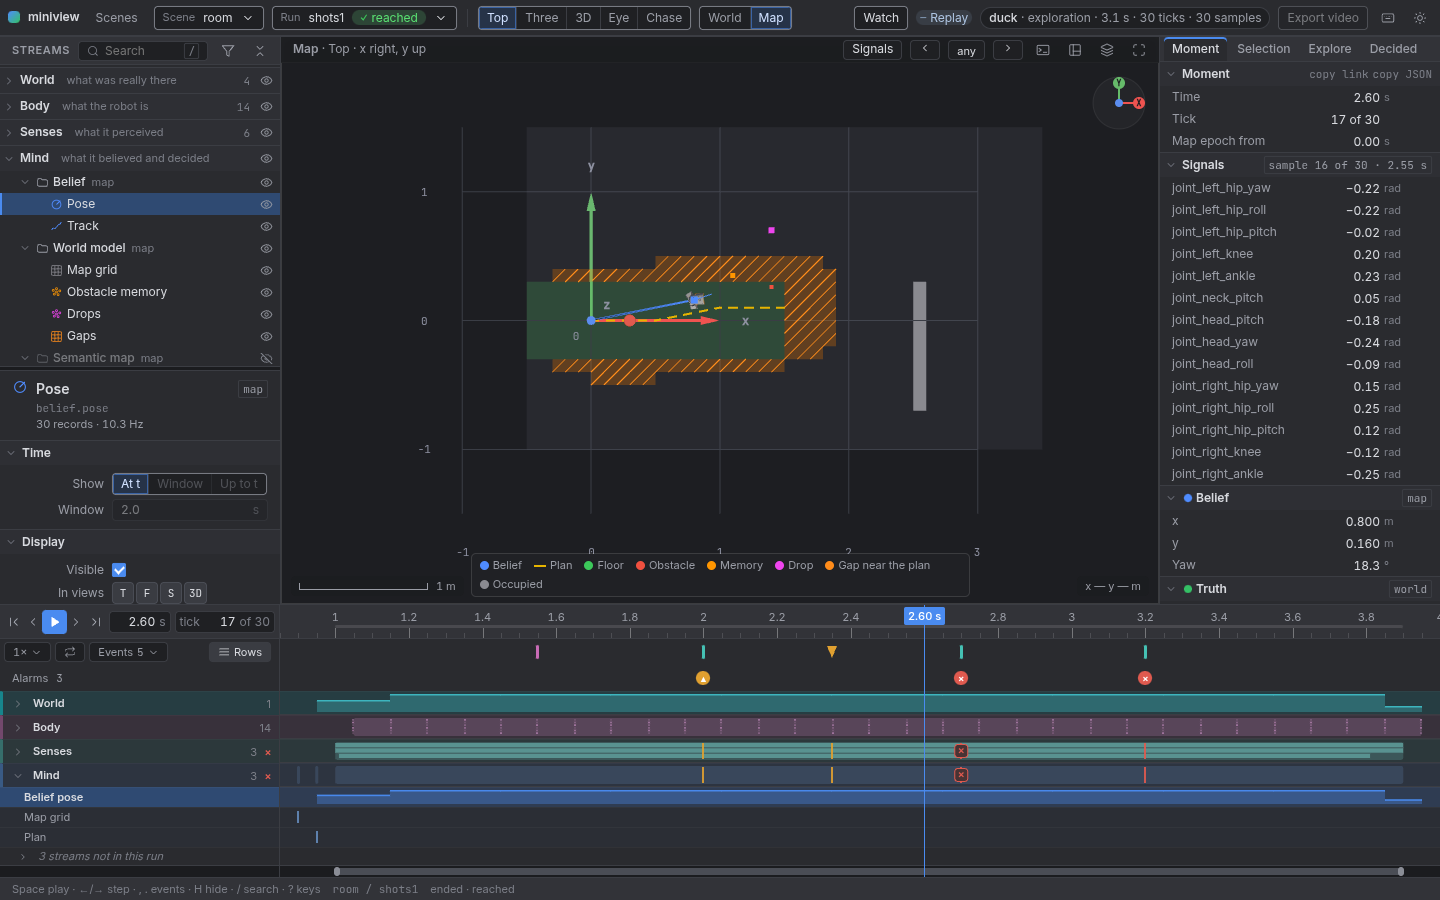 miniview Scenes Scene room Run shots1 ✓ reached Top Three 3D Eye Chase World Map Watch Replay duck · exploration · 3.1 s · 30 ticks · 30 samples Export video
STREAMS Search /
World what was really there 4
Body what the robot is 14
Senses what it perceived 6
Mind what it believed and decided
Belief map
Pose
Track
World model map
Map grid
Obstacle memory
Drops
Gaps
Semantic map map
Pose map
belief.pose
30 records · 10.3 Hz
Time
Show At t Window Up to t
Window 2.0 s
Display
Visible
In views T F S 3D
Map · Top · x right, y up Signals any
Y
X
y
1
z
0 x
0
-1
-1 0 1 2 3
Belief Plan Floor Obstacle Memory Drop Gap near the plan
Occupied
1 m
x — y — m
Moment Selection Explore Decided
Moment copy link copy JSON
Time 2.60 s
Tick 17 of 30
Map epoch from 0.00 s
Signals sample 16 of 30 · 2.55 s
joint_left_hip_yaw −0.22 rad
joint_left_hip_roll −0.22 rad
joint_left_hip_pitch −0.02 rad
joint_left_knee 0.20 rad
joint_left_ankle 0.23 rad
joint_neck_pitch 0.05 rad
joint_head_pitch −0.18 rad
joint_head_yaw −0.24 rad
joint_head_roll −0.09 rad
joint_right_hip_yaw 0.15 rad
joint_right_hip_roll 0.25 rad
joint_right_hip_pitch 0.12 rad
joint_right_knee −0.12 rad
joint_right_ankle −0.25 rad
Belief map
x 0.800 m
y 0.160 m
Yaw 18.3 °
Truth world
2.60 s tick 17 of 30 1 1.2 1.4 1.6 1.8 2 2.2 2.4 2.60 s 2.8 3 3.2 3.4 3.6 3.8
1× Events 5 Rows
Alarms 3
World 1
Body 14
Senses 3 ×
Mind 3 ×
Belief pose
Map grid
Plan
3 streams not in this run
Space play · ←/→ step · , . events · H hide · / search · ? keys room / shots1 ended · reached